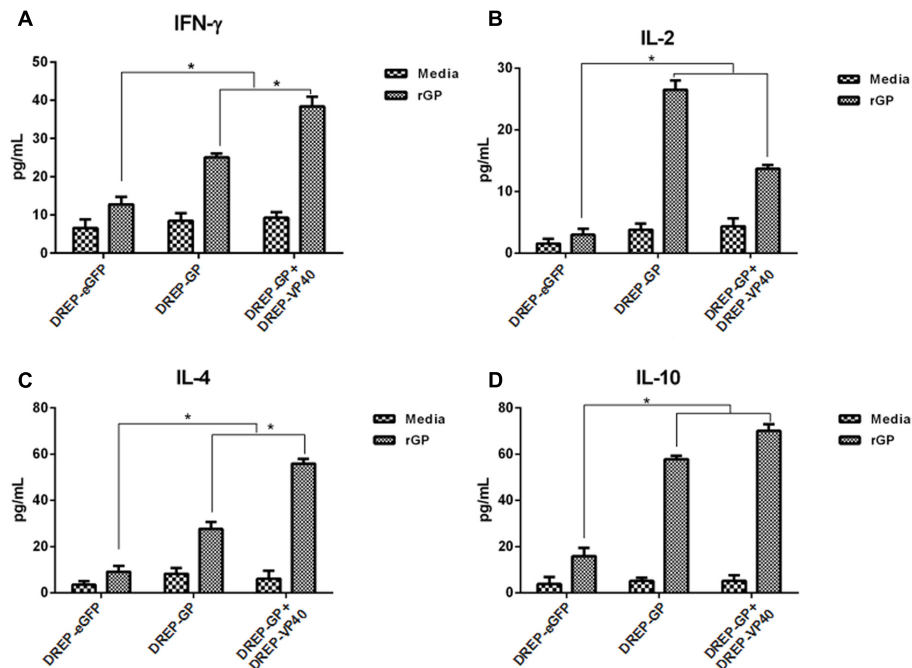 A
IFN-γ
pg/mL
50
40
30
20
10
0
*
*
Media
rGP
DREP-eGFP
DREP-GP
DREP-GP+
DREP-VP40
B
IL-2
pg/mL
30
20
10
0
*
Media
rGP
DREP-eGFP
DREP-GP
DREP-GP+
DREP-VP40
C
IL-4
pg/mL
80
60
40
20
0
*
*
Media
rGP
DREP-eGFP
DREP-GP
DREP-GP+
DREP-VP40
D
IL-10
pg/mL
80
60
40
20
0
*
Media
rGP
DREP-eGFP
DREP-GP
DREP-GP+
DREP-VP40